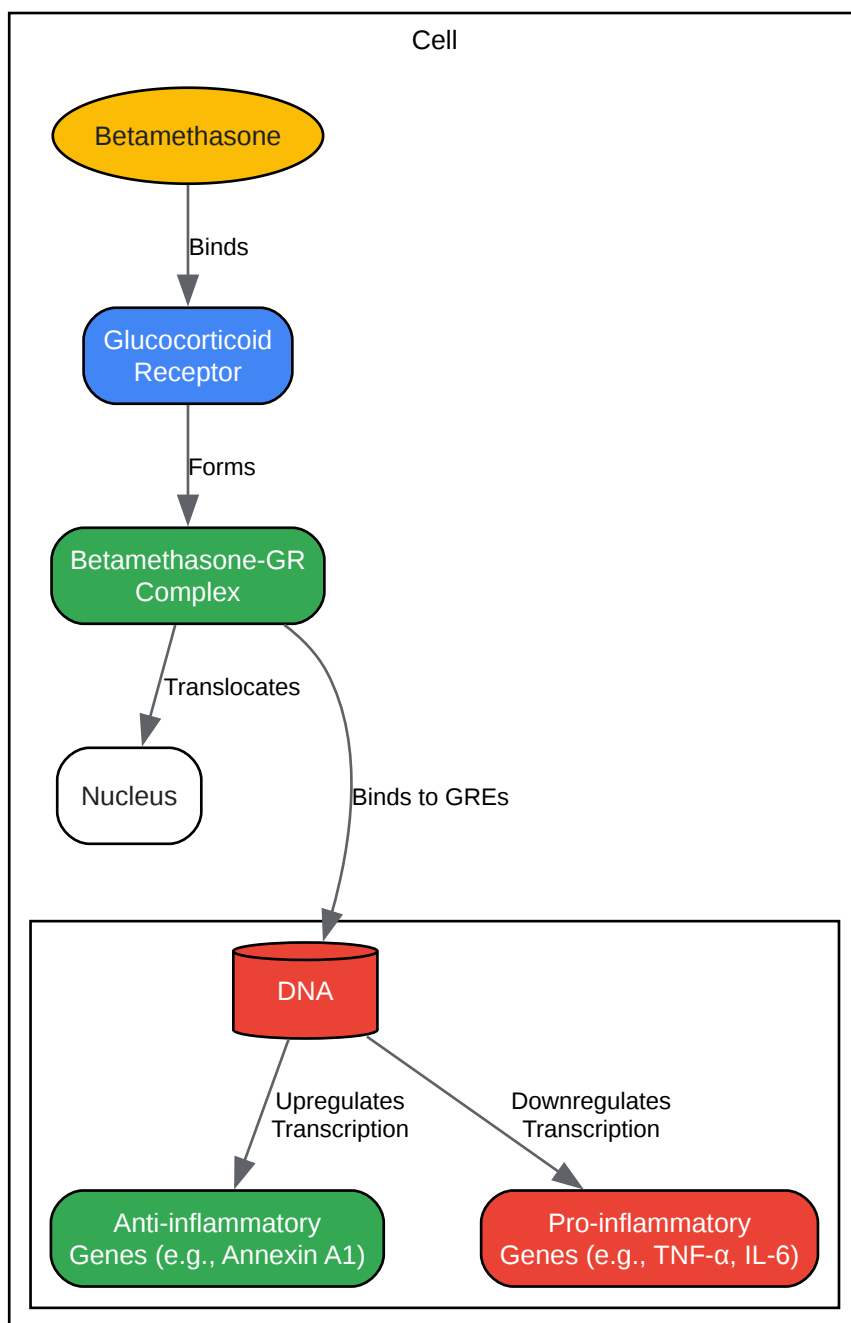 Cell
Betamethasone
Binds
Glucocorticoid
Receptor
Forms
Betamethasone-GR
Complex
Translocates
Nucleus
Binds to GREs
DNA
Upregulates
Transcription
Downregulates
Transcription
Anti-inflammatory
Genes (e.g., Annexin A1)
Pro-inflammatory
Genes (e.g., TNF-α, IL-6)